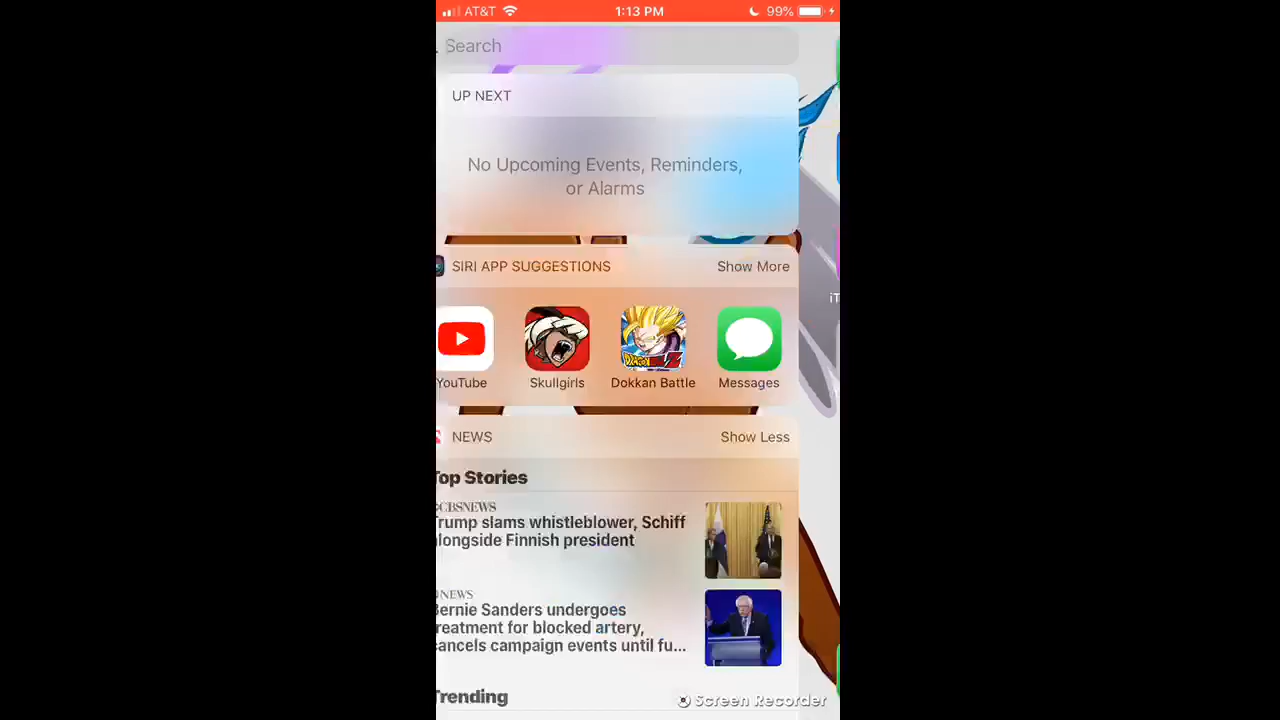 AT&T 1:13 PM 99%
Search
UP NEXT
No Upcoming Events, Reminders,
or Alarms
SIRI APP SUGGESTIONS Show More
YouTube Skullgirls Dokkan Battle Messages
NEWS Show Less
Top Stories
CBSNEWS
Trump slams whistleblower, Schiff
alongside Finnish president
NEWS
Bernie Sanders undergoes
treatment for blocked artery,
cancels campaign events until fu...
Trending
Screen Recorder